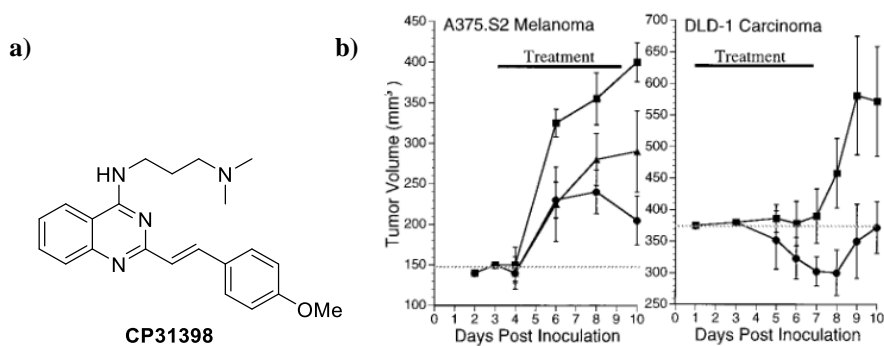 a)
HN
N
N
N
OMe
CP31398
b)
A375.S2 Melanoma
Treatment
Tumor Volume (mm³)
450
400
350
300
250
200
150
100
0 1 2 3 4 5 6 7 8 9 10
Days Post Inoculation
DLD-1 Carcinoma
Treatment
700
650
600
550
500
450
400
350
300
250
0 1 2 3 4 5 6 7 8 9 10
Days Post Inoculation